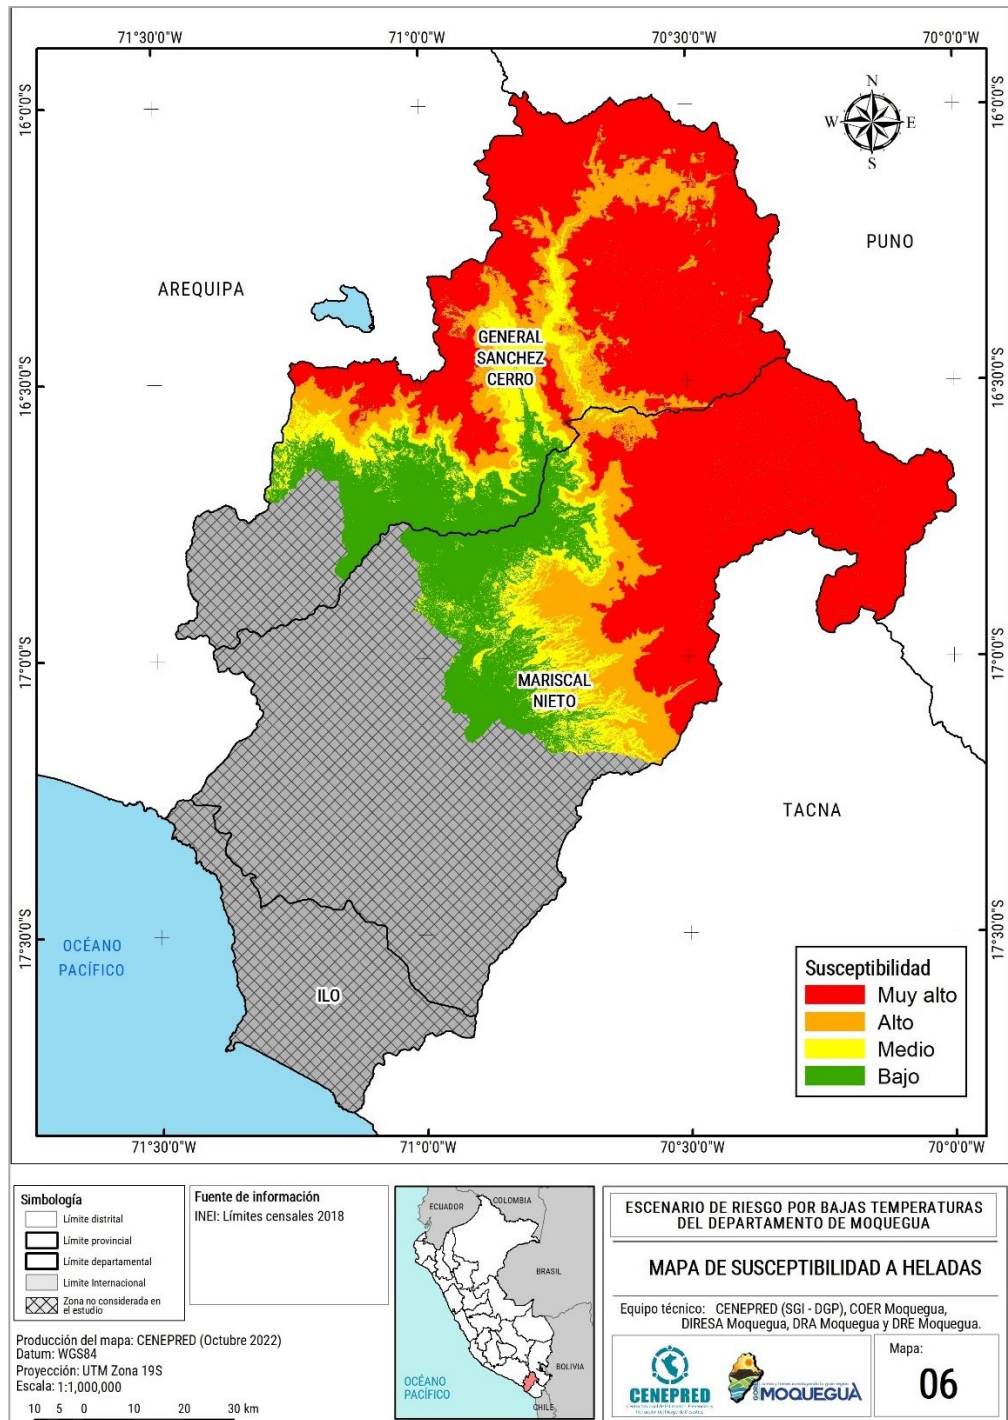 71°30'0"W 71°0'0"W 70°30'0"W 70°0'0"W
16°0'0"S 16°0'0"S
N
W E
S
PUNO
AREQUIPA
GENERAL
SANCHEZ
CERRO
16°30'0"S 16°30'0"S
17°0'0"S 17°0'0"S
MARISCAL
NIETO
TACNA
17°30'0"S 17°30'0"S
OCÉANO
PACÍFICO
ILO
Susceptibilidad
Muy alto
Alto
Medio
Bajo
71°30'0"W 71°0'0"W 70°30'0"W 70°0'0"W
Simbología
Límite distrital
Límite provincial
Límite departamental
Limite Internacional
Zona no considerada en
el estudio
Fuente de información
INEI: Límites censales 2018
Producción del mapa: CENEPRED (Octubre 2022)
Datum: WGS84
Proyección: UTM Zona 19S
Escala: 1:1,000,000
10 5 0 10 20 30 km
ECUADOR
COLOMBIA
BRASIL
BOLIVIA
OCÉANO
PACÍFICO
CHILE
ESCENARIO DE RIESGO POR BAJAS TEMPERATURAS
DEL DEPARTAMENTO DE MOQUEGUA
MAPA DE SUSCEPTIBILIDAD A HELADAS
Equipo técnico: CENEPRED (SGI - DGP), COER Moquegua,
DIRESA Moquegua, DRA Moquegua y DRE Moquegua.
CENEPRED
MOQUEGUA
Mapa:
06